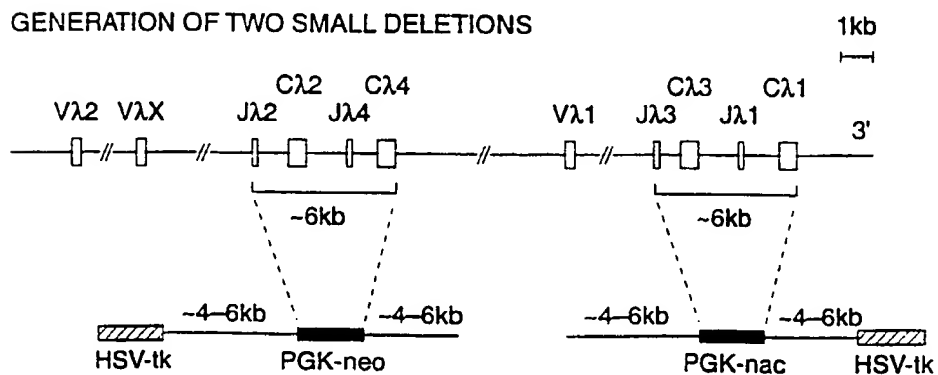 GENERATION OF TWO SMALL DELETIONS
1kb
Vλ2 VλX Jλ2 Cλ2 Jλ4 Cλ4 Vλ1 Jλ3 Cλ3 Jλ1 Cλ1 3'
~6kb ~6kb
~4–6kb ~4–6kb ~4–6kb ~4–6kb
HSV-tk PGK-neo PGK-nac HSV-tk